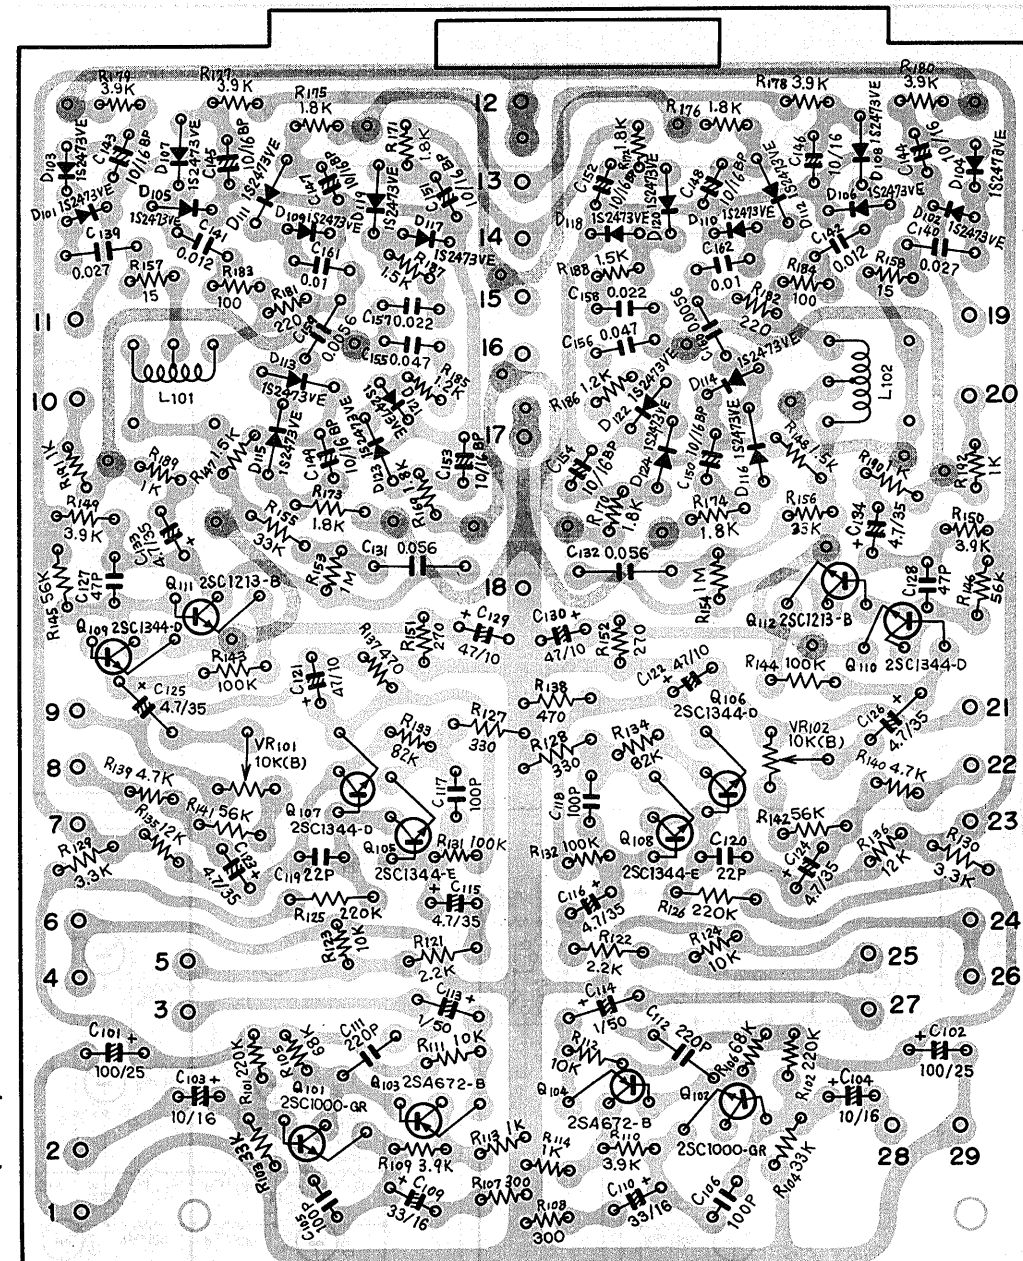 R179 3.9K
R177 3.9K
R175 1.8K
12
R176 1.8K
R178 3.9K
R180 3.9K
D103 1S2473VE
C143 10/16 BP
D107 1S2473VE
C145 10/16BP
D111 1S2473VE
C147 10/16BP
D119 1S2473VE
R171 1.8K
C151 10/16BP
13
C152 10/16BP
1.8K
D120 1S2473VE
C148 10/16BP
D112 1S2473VE
C146 10/16
D108 1S2473VE
C144 10/16
D104 1S2473VE
D101 1S2473VE
D105 1S2473VE
D109 1S2473VE
D117 1S2473VE
14
D118 1S2473VE
D110 1S2473VE
D106 1S2473VE
D102 1S2473VE
C139 0.027
C141 0.012
C161 0.01
R187 1.5K
R188 1.5K
C162 0.01
C142 0.012
C140 0.027
R157 15
R183 100
R181 220
15
C158 0.022
R182 220
R184 100
R158 15
11
0.0056
C157 0.022
C155 0.047
16
C156 0.047
0.0056
19
L101
D113 1S2473VE
R185 1.2K
R186 1.2K
D114 1S2473VE
L102
10
D115 1S2473VE
C149 10/16BP
D123 1S2473VE
D121 1S2473VE
17
D122 1S2473VE
D124 1S2473VE
C150 10/16BP
D116 1S2473VE
20
1K
R189 1K
R147 1.5K
R173 1.8K
R169 1.8K
C153 10/16BP
C154 10/16BP
R170 1.8K
R174 1.8K
R148 1.5K
1K
R192 1K
R149 3.9K
C133 4.7/35
R155 33K
R153 1M
C131 0.056
18
C132 0.056
R154 1M
R156 33K
C134 4.7/35
R150 3.9K
R145 56K
C127 47P
Q111 2SC1213-B
Q109 2SC1344-D
Q112 2SC1213-B
Q110 2SC1344-D
C128 47P
R146 56K
R143 100K
C121 47/10
R137 470
R151 270
C129 47/10
C130 47/10
R152 270
C122 47/10
R144 100K
9
C125 4.7/35
R138 470
Q106 2SC1344-D
C126 4.7/35
21
VR101 10K(B)
R133 82K
R127 330
R128 330
R134 82K
VR102 10K(B)
8
R139 4.7K
R140 4.7K
22
7
R141 56K
R135 12K
Q107 2SC1344-D
C117 100P
C118 100P
Q108 2SC1344-E
R142 56K
R136 12K
23
R129 3.3K
C123 4.7/35
C119 22P
Q105 2SC1344-E
R131 100K
R132 100K
C120 22P
C124 4.7/35
R130 3.3K
6
R125 220K
R123 10K
C115 4.7/35
C116 4.7/35
R126 220K
R124 10K
24
5
R121 2.2K
R122 2.2K
25
4
26
3
C113 1/50
C114 1/50
27
C101 100/25
R101 220K
R105 68K
C111 220P
R111 10K
R112 10K
C112 220P
R106 68K
R102 220K
C102 100/25
C103 10/16
Q101 2SC1000-GR
Q103 2SA672-B
Q104 2SA672-B
Q102 2SC1000-GR
C104 10/16
2
R103 33K
R109 3.9K
R113 1K
R114 1K
R110 3.9K
R104 33K
28
29
1
C105 100P
C109 33/16
R107 300
R108 300
C110 33/16
C106 100P